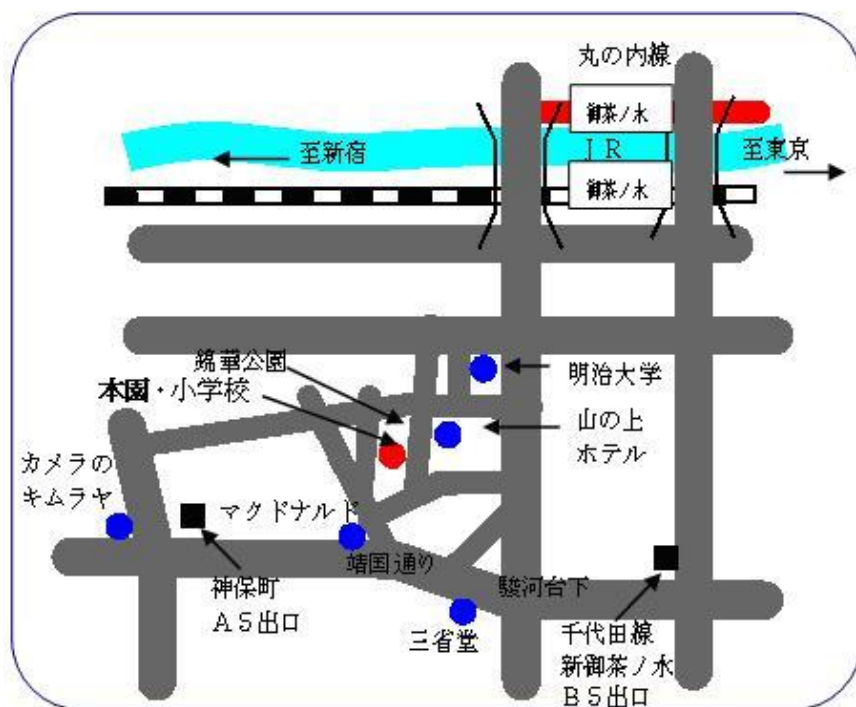 丸の内線
御茶ノ水
至新宿
ＪＲ
至東京
御茶ノ水
錦華公園
本園・小学校
明治大学
山の上
ホテル
カメラの
キムラヤ
マクドナルド
靖国通り
駿河台下
神保町
Ａ５出口
三省堂
千代田線
新御茶ノ水
Ｂ５出口